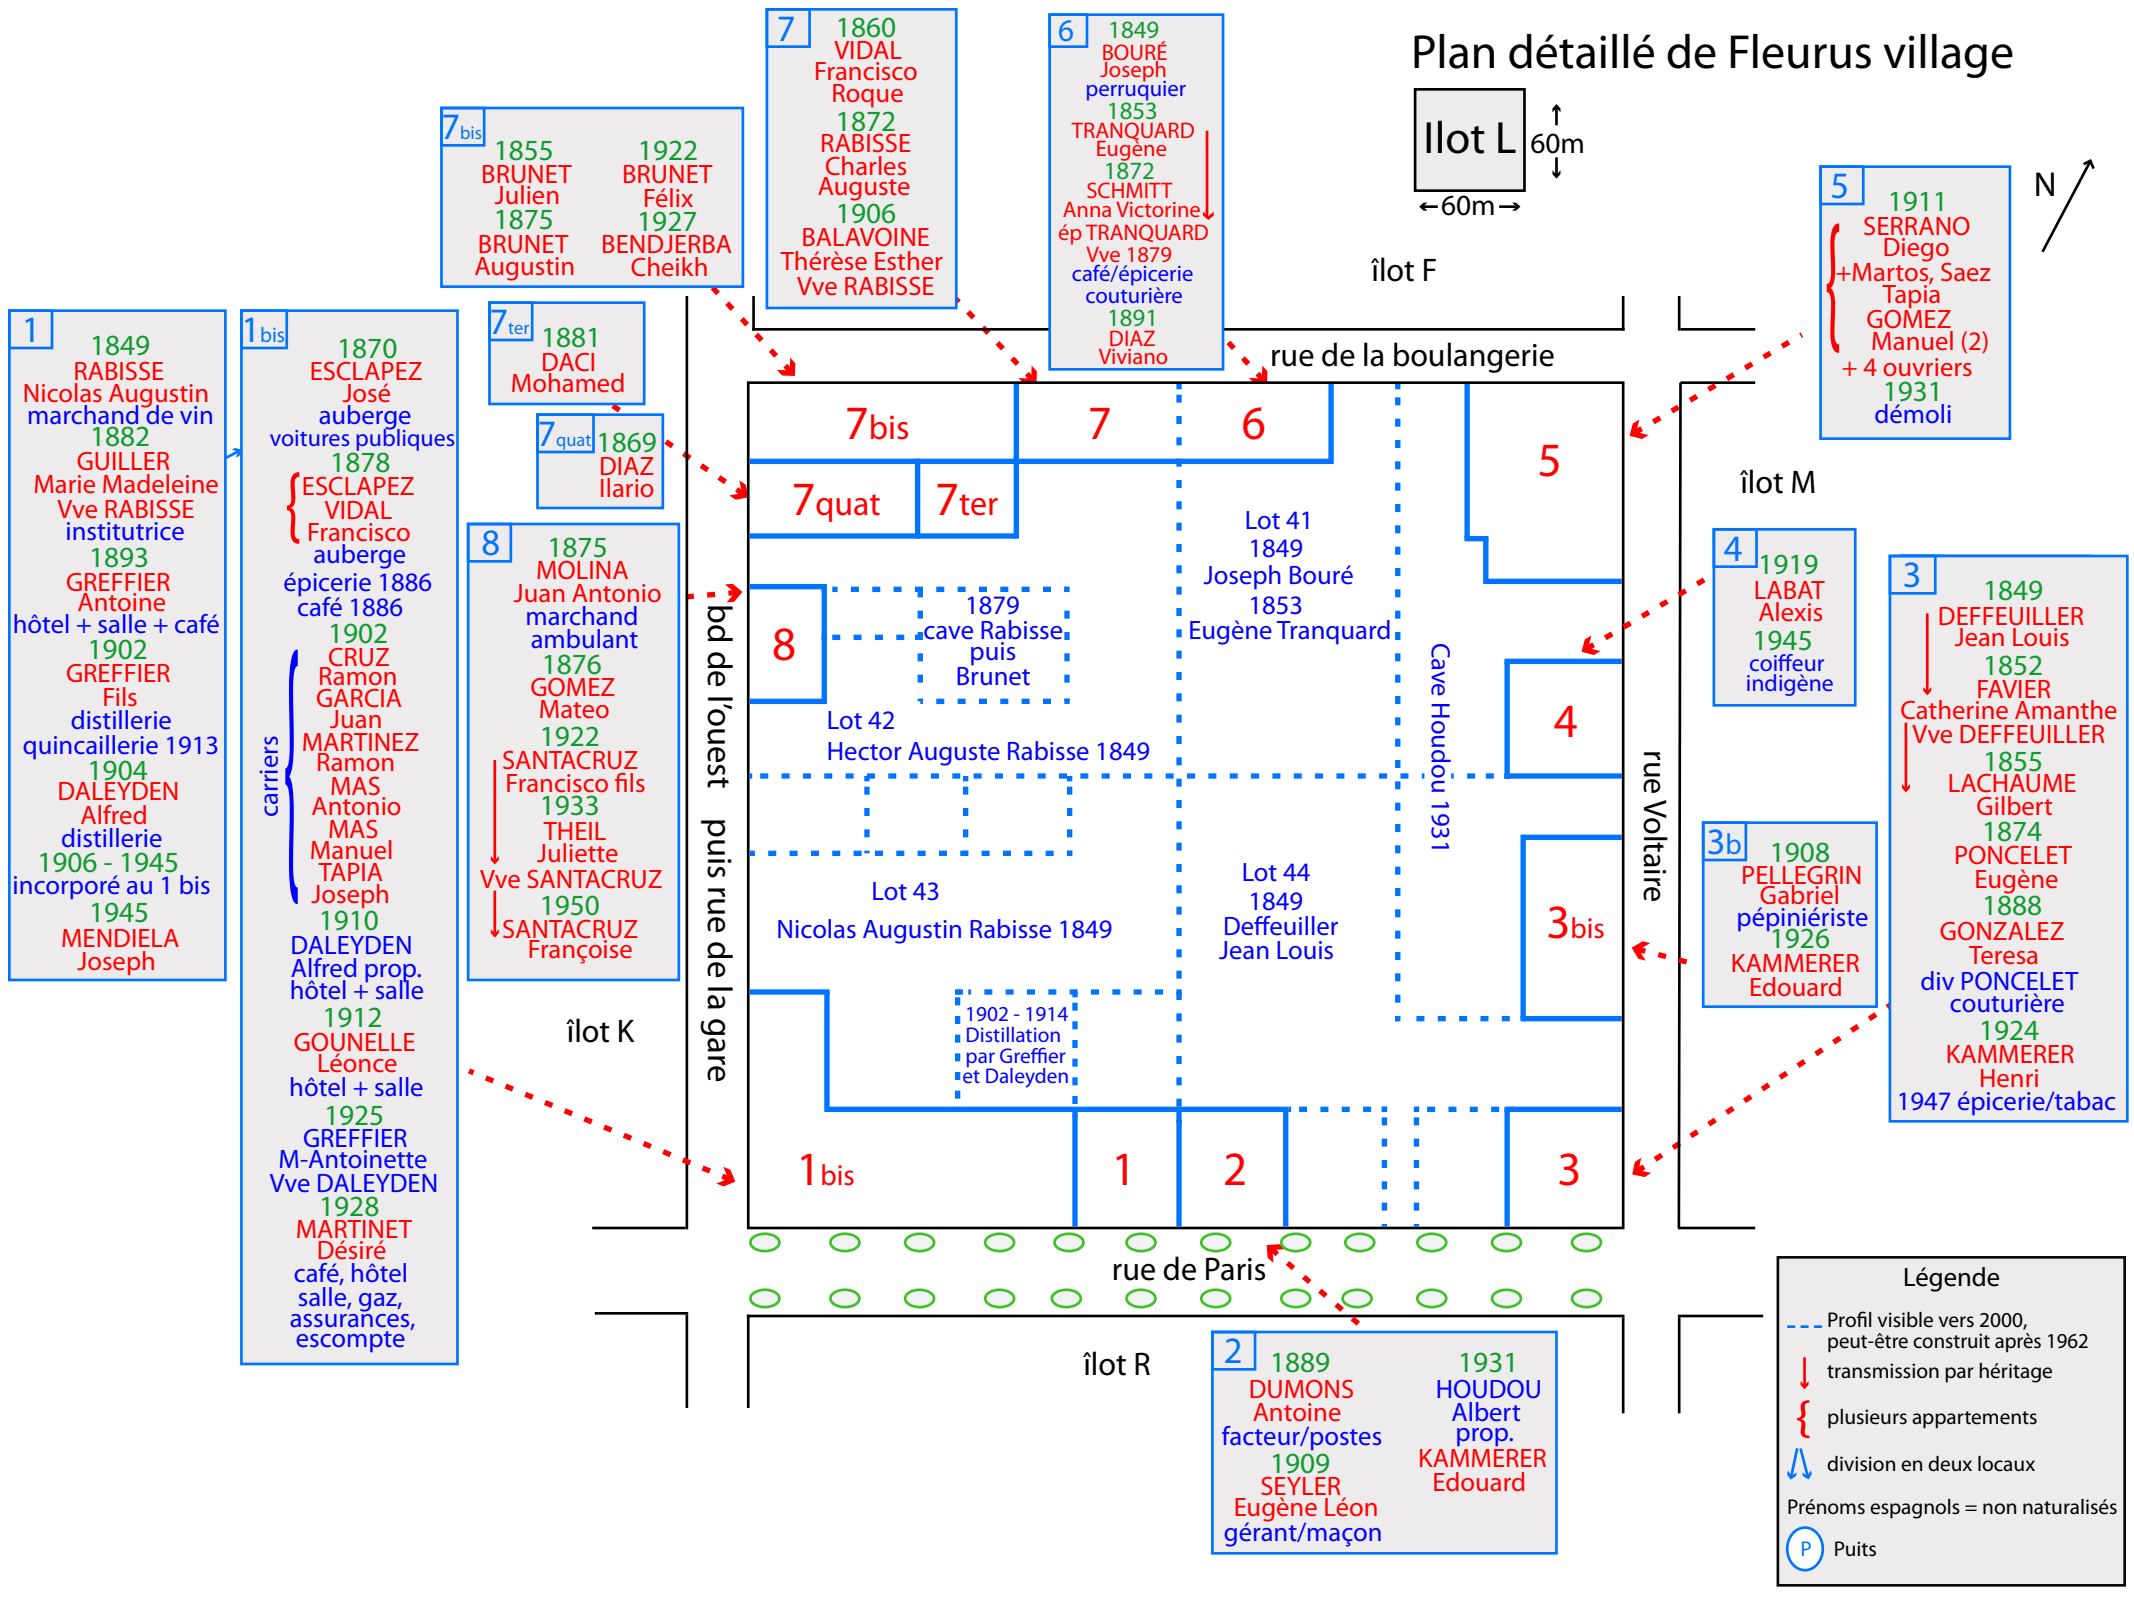 Plan détaillé de Fleurus village
Ilot L
60m
60m
N
7
1860
VIDAL
Francisco
Roque
1872
RABISSE
Charles
Auguste
1906
BALAVOINE
Thérèse Esther
Vve RABISSE
6
1849
BOURÉ
Joseph
perruquier
1853
TRANQUARD
Eugène
1872
SCHMITT
Anna Victorine
ép TRANQUARD
Vve 1879
café/épicerie
couturière
1891
DIAZ
Viviano
7bis
1855
BRUNET
Julien
1875
BRUNET
Augustin
1922
BRUNET
Félix
1927
BENDJERBA
Cheikh
5
1911
SERRANO
Diego
+Martos, Saez
Tapia
GOMEZ
Manuel (2)
+ 4 ouvriers
1931
démoli
7ter
1881
DACI
Mohamed
7quat
1869
DIAZ
Ilario
1
1849
RABISSE
Nicolas Augustin
marchand de vin
1882
GUILLER
Marie Madeleine
Vve RABISSE
institutrice
1893
GREFFIER
Antoine
hôtel + salle + café
1902
GREFFIER
Fils
distillerie
quincaillerie 1913
1904
DALEYDEN
Alfred
distillerie
1906 - 1945
incorporé au 1 bis
1945
MENDIELA
Joseph
1bis
1870
ESCLAPEZ
José
auberge
voitures publiques
1878
ESCLAPEZ
VIDAL
Francisco
auberge
épicerie 1886
café 1886
1902
CRUZ
Ramon
GARCIA
Juan
MARTINEZ
Ramon
MAS
Antonio
MAS
Manuel
TAPIA
Joseph
carriers
1910
DALEYDEN
Alfred prop.
hôtel + salle
1912
GOUNELLE
Léonce
hôtel + salle
1925
GREFFIER
M-Antoinette
Vve DALEYDEN
1928
MARTINET
Désiré
café, hôtel
salle, gaz,
assurances,
escompte
8
1875
MOLINA
Juan Antonio
marchand
ambulant
1876
GOMEZ
Mateo
1922
SANTACRUZ
Francisco fils
1933
THEIL
Juliette
Vve SANTACRUZ
1950
SANTACRUZ
Françoise
4
1919
LABAT
Alexis
1945
coiffeur
indigène
3
1849
DEFFEUILLER
Jean Louis
1852
FAVIER
Catherine Amanthe
Vve DEFFEUILLER
1855
LACHAUME
Gilbert
1874
PONCELET
Eugène
1888
GONZALEZ
Teresa
div PONCELET
couturière
1924
KAMMERER
Henri
1947 épicerie/tabac
3b
1908
PELLEGRIN
Gabriel
pépiniériste
1926
KAMMERER
Edouard
îlot F
rue de la boulangerie
îlot M
rue Voltaire
îlot K
bd de l'ouest puis rue de la gare
rue de Paris
îlot R
7bis
7
6
5
7quat
7ter
8
4
3bis
1bis
1
2
3
Lot 41
1849
Joseph Bouré
1853
Eugène Tranquard
1879
cave Rabisse
puis
Brunet
Lot 42
Hector Auguste Rabisse 1849
Cave Houdou 1931
Lot 43
Nicolas Augustin Rabisse 1849
Lot 44
1849
Deffeuiller
Jean Louis
1902 - 1914
Distillation
par Greffier
et Daleyden
2
1889
DUMONS
Antoine
facteur/postes
1909
SEYLER
Eugène Léon
gérant/maçon
1931
HOUDOU
Albert
prop.
KAMMERER
Edouard
Légende
Profil visible vers 2000,
peut-être construit après 1962
transmission par héritage
plusieurs appartements
division en deux locaux
Prénoms espagnols = non naturalisés
P Puits